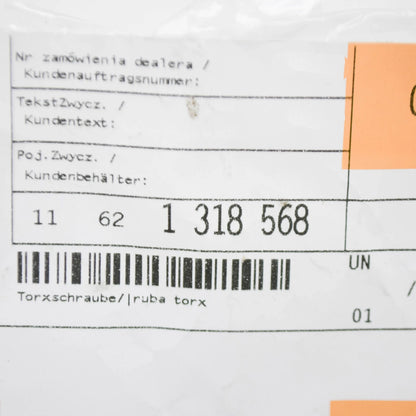 Nr zamówienia dealera /
Kundenauftragsnummer:
TekstZwycz. /
Kundentext:
Poj.Zwycz. /
Kundenbehälter:
11 62 1 318 568
UN
Torxschraube/|ruba torx
/
01